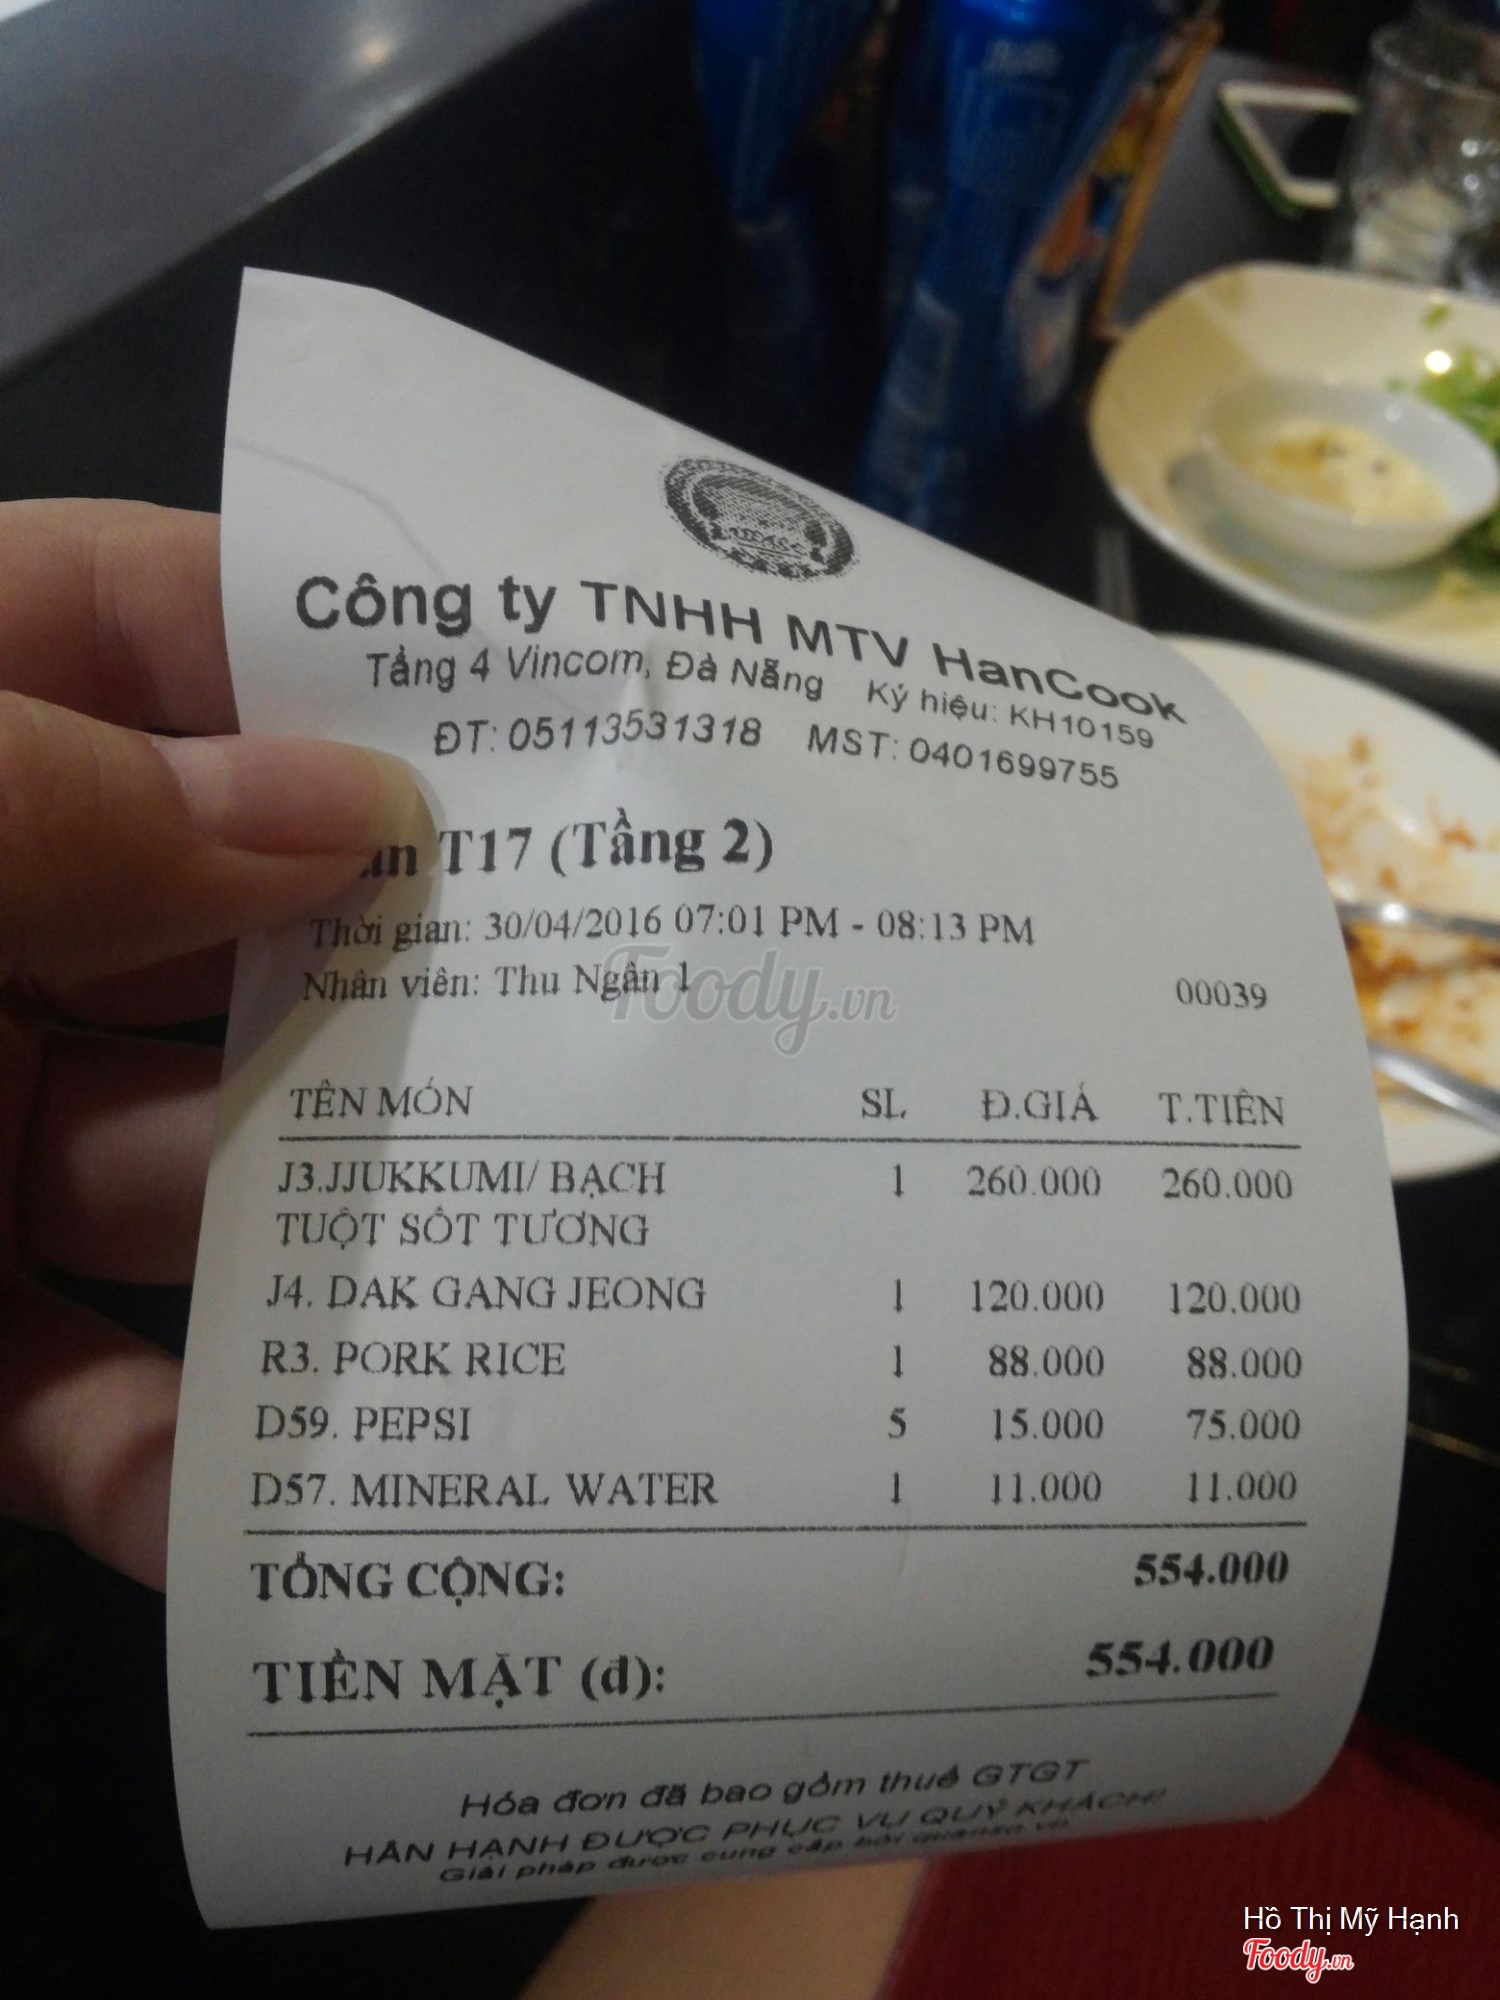 Công ty TNHH MTV HanCook
Tầng 4 Vincom, Đà Nẵng Ký hiệu: KH10159
ĐT: 05113531318 MST: 0401699755
T17 (Tầng 2)
Thời gian: 30/04/2016 07:01 PM - 08:13 PM
Nhân viên: Thu Ngân 1 00039
Foody.vn
TÊN MÓN SL Đ.GIÁ T.TIỀN
J3.JJUKKUMI/ BẠCH 1 260.000 260.000
TUỘT SỐT TƯƠNG
J4. DAK GANG JEONG 1 120.000 120.000
R3. PORK RICE 1 88.000 88.000
D59. PEPSI 5 15.000 75.000
D57. MINERAL WATER 1 11.000 11.000
TỔNG CỘNG: 554.000
TIỀN MẶT (đ): 554.000
Hóa đơn đã bao gồm thuế GTGT
HÂN HẠNH ĐƯỢC PHỤC VỤ QUÝ KHÁCH!
Giải pháp được cung cấp bởi
Hồ Thị Mỹ Hạnh
Foody.vn